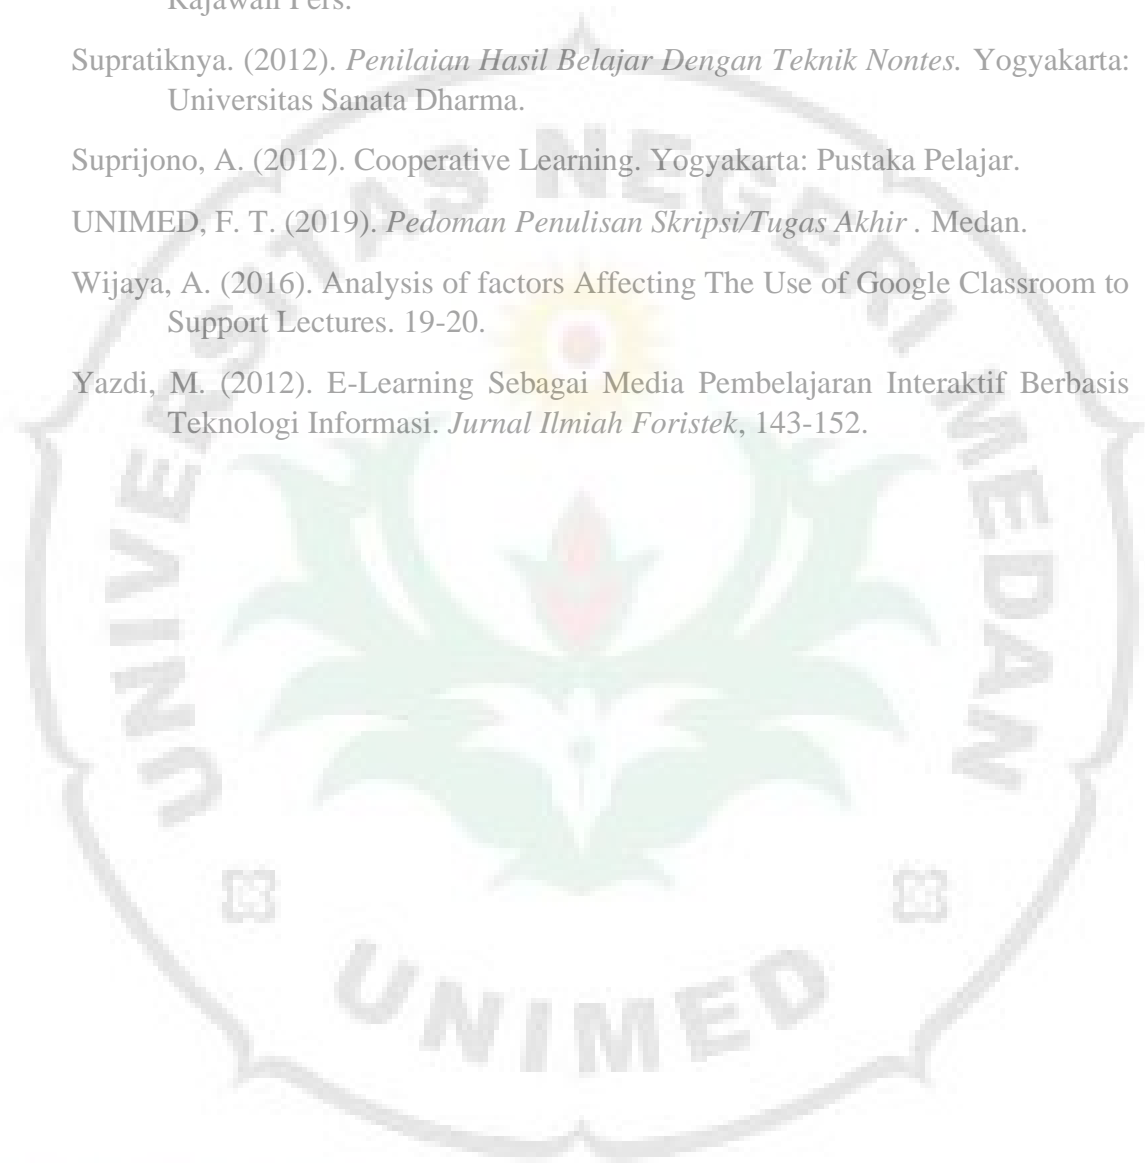 Rajawali Pers.
Supratiknya. (2012). Penilaian Hasil Belajar Dengan Teknik Nontes. Yogyakarta:
Universitas Sanata Dharma.
Suprijono, A. (2012). Cooperative Learning. Yogyakarta: Pustaka Pelajar.
UNIMED, F. T. (2019). Pedoman Penulisan Skripsi/Tugas Akhir . Medan.
Wijaya, A. (2016). Analysis of factors Affecting The Use of Google Classroom to
Support Lectures. 19-20.
Yazdi, M. (2012). E-Learning Sebagai Media Pembelajaran Interaktif Berbasis
Teknologi Informasi. Jurnal Ilmiah Foristek, 143-152.
UNIVERSITAS NEGERI MEDAN
UNIMED